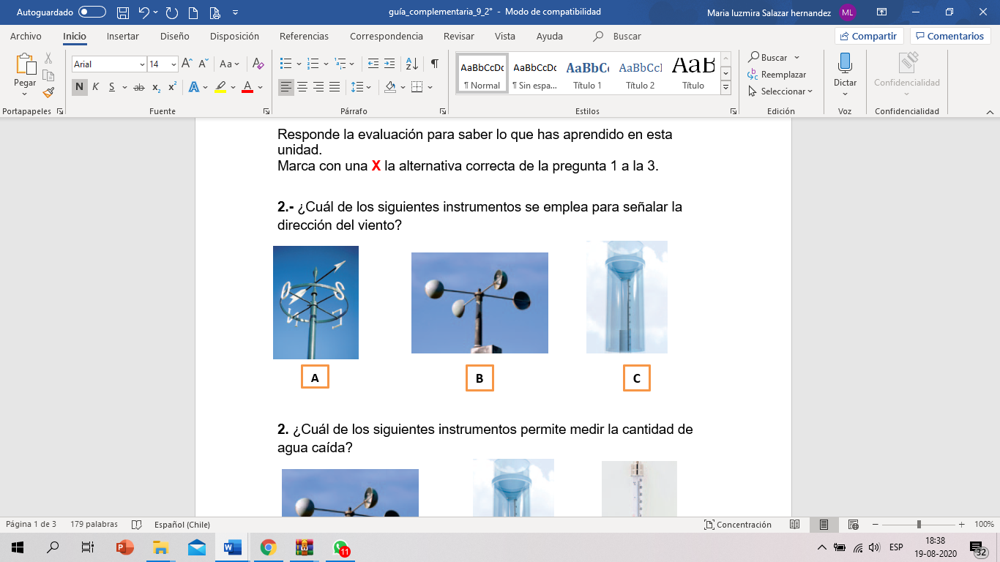 Autoguardado
guía_complementaria_9_2° - Modo de compatibilidad
Maria luzmira Salazar hernandez
ML
Archivo Inicio Insertar Diseño Disposición Referencias Correspondencia Revisar Vista Ayuda Buscar
Compartir Comentarios
Pegar
Portapapeles
Arial 14
Aa
N K S ab x₂ x² A A
Fuente
Párrafo
AaBbCcDc AaBbCcDc AaBbCc AaBbCcI AaB
¶ Normal ¶ Sin espa... Título 1 Título 2 Título
Estilos
Buscar
Reemplazar
Seleccionar
Edición
Dictar
Voz
Confidencialidad
Confidencialidad
Responde la evaluación para saber lo que has aprendido en esta
unidad.
Marca con una X la alternativa correcta de la pregunta 1 a la 3.
2.- ¿Cuál de los siguientes instrumentos se emplea para señalar la
dirección del viento?
O S
N E
A B C
2. ¿Cuál de los siguientes instrumentos permite medir la cantidad de
agua caída?
Página 1 de 3 179 palabras Español (Chile) Concentración 100%
11
ESP
18:38
19-08-2020
32